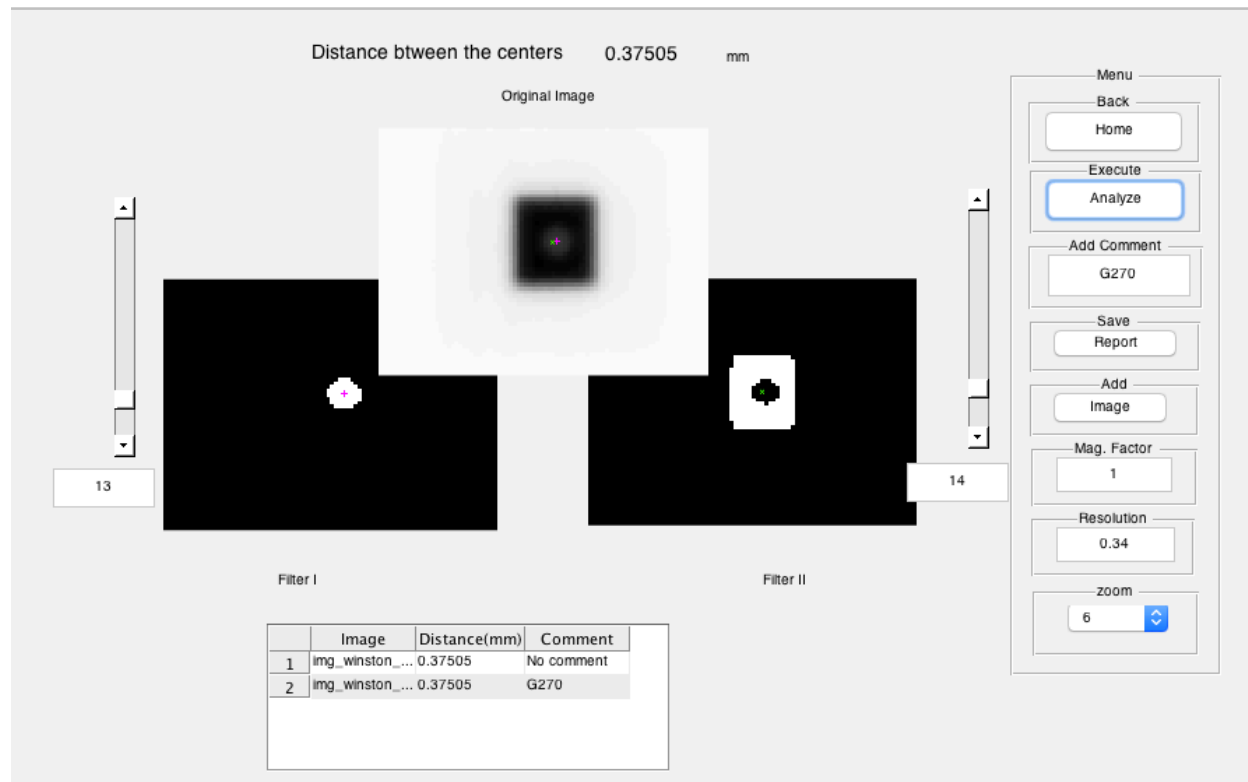 Distance btween the centers 0.37505 mm
Original Image
13
Filter I
14
Filter II
Image Distance(mm) Comment
1 img_winston_... 0.37505 No comment
2 img_winston_... 0.37505 G270
Menu
Back
Home
Execute
Analyze
Add Comment
G270
Save
Report
Add
Image
Mag. Factor
1
Resolution
0.34
zoom
6